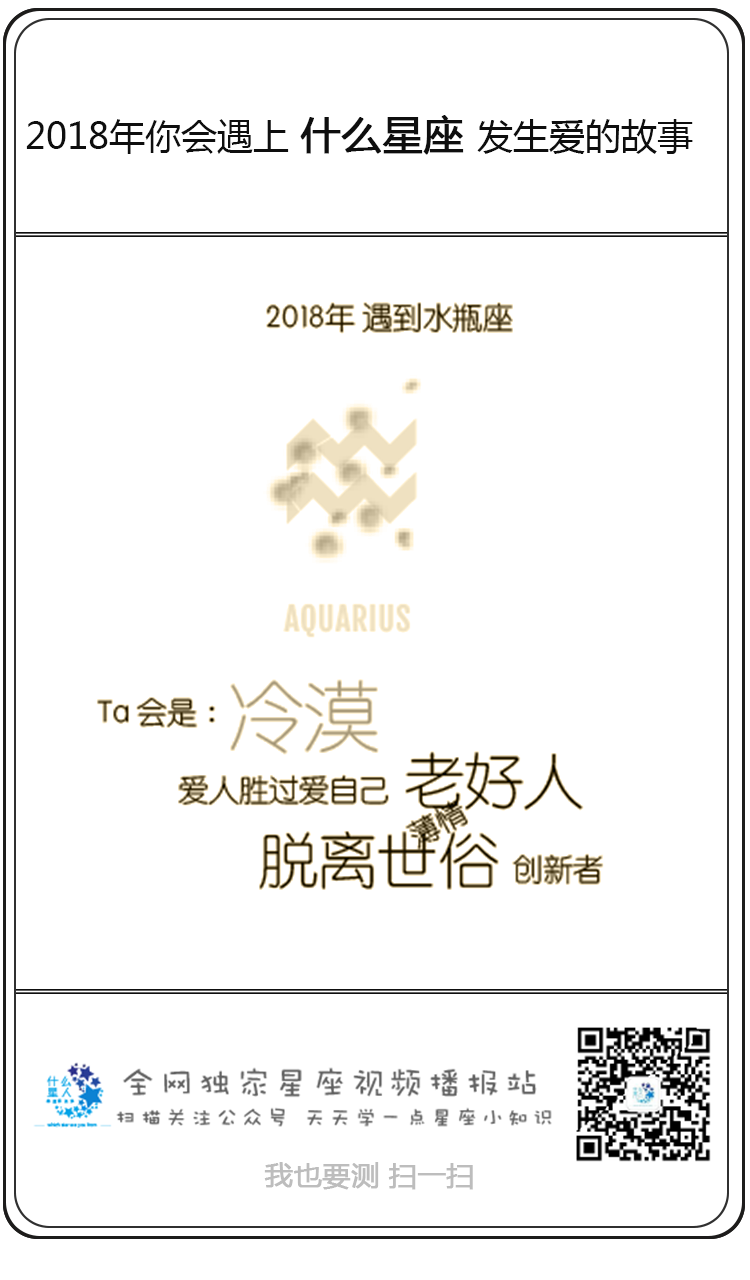 2018年你会遇上 什么星座 发生爱的故事
2018年 遇到水瓶座
AQUARIUS
Ta 会是：冷漠
爱人胜过爱自己 老好人
薄情
脱离世俗 创新者
什么
星人
全网独家星座视频播报站
扫描关注公众号 天天学一点星座小知识
我也要测 扫一扫